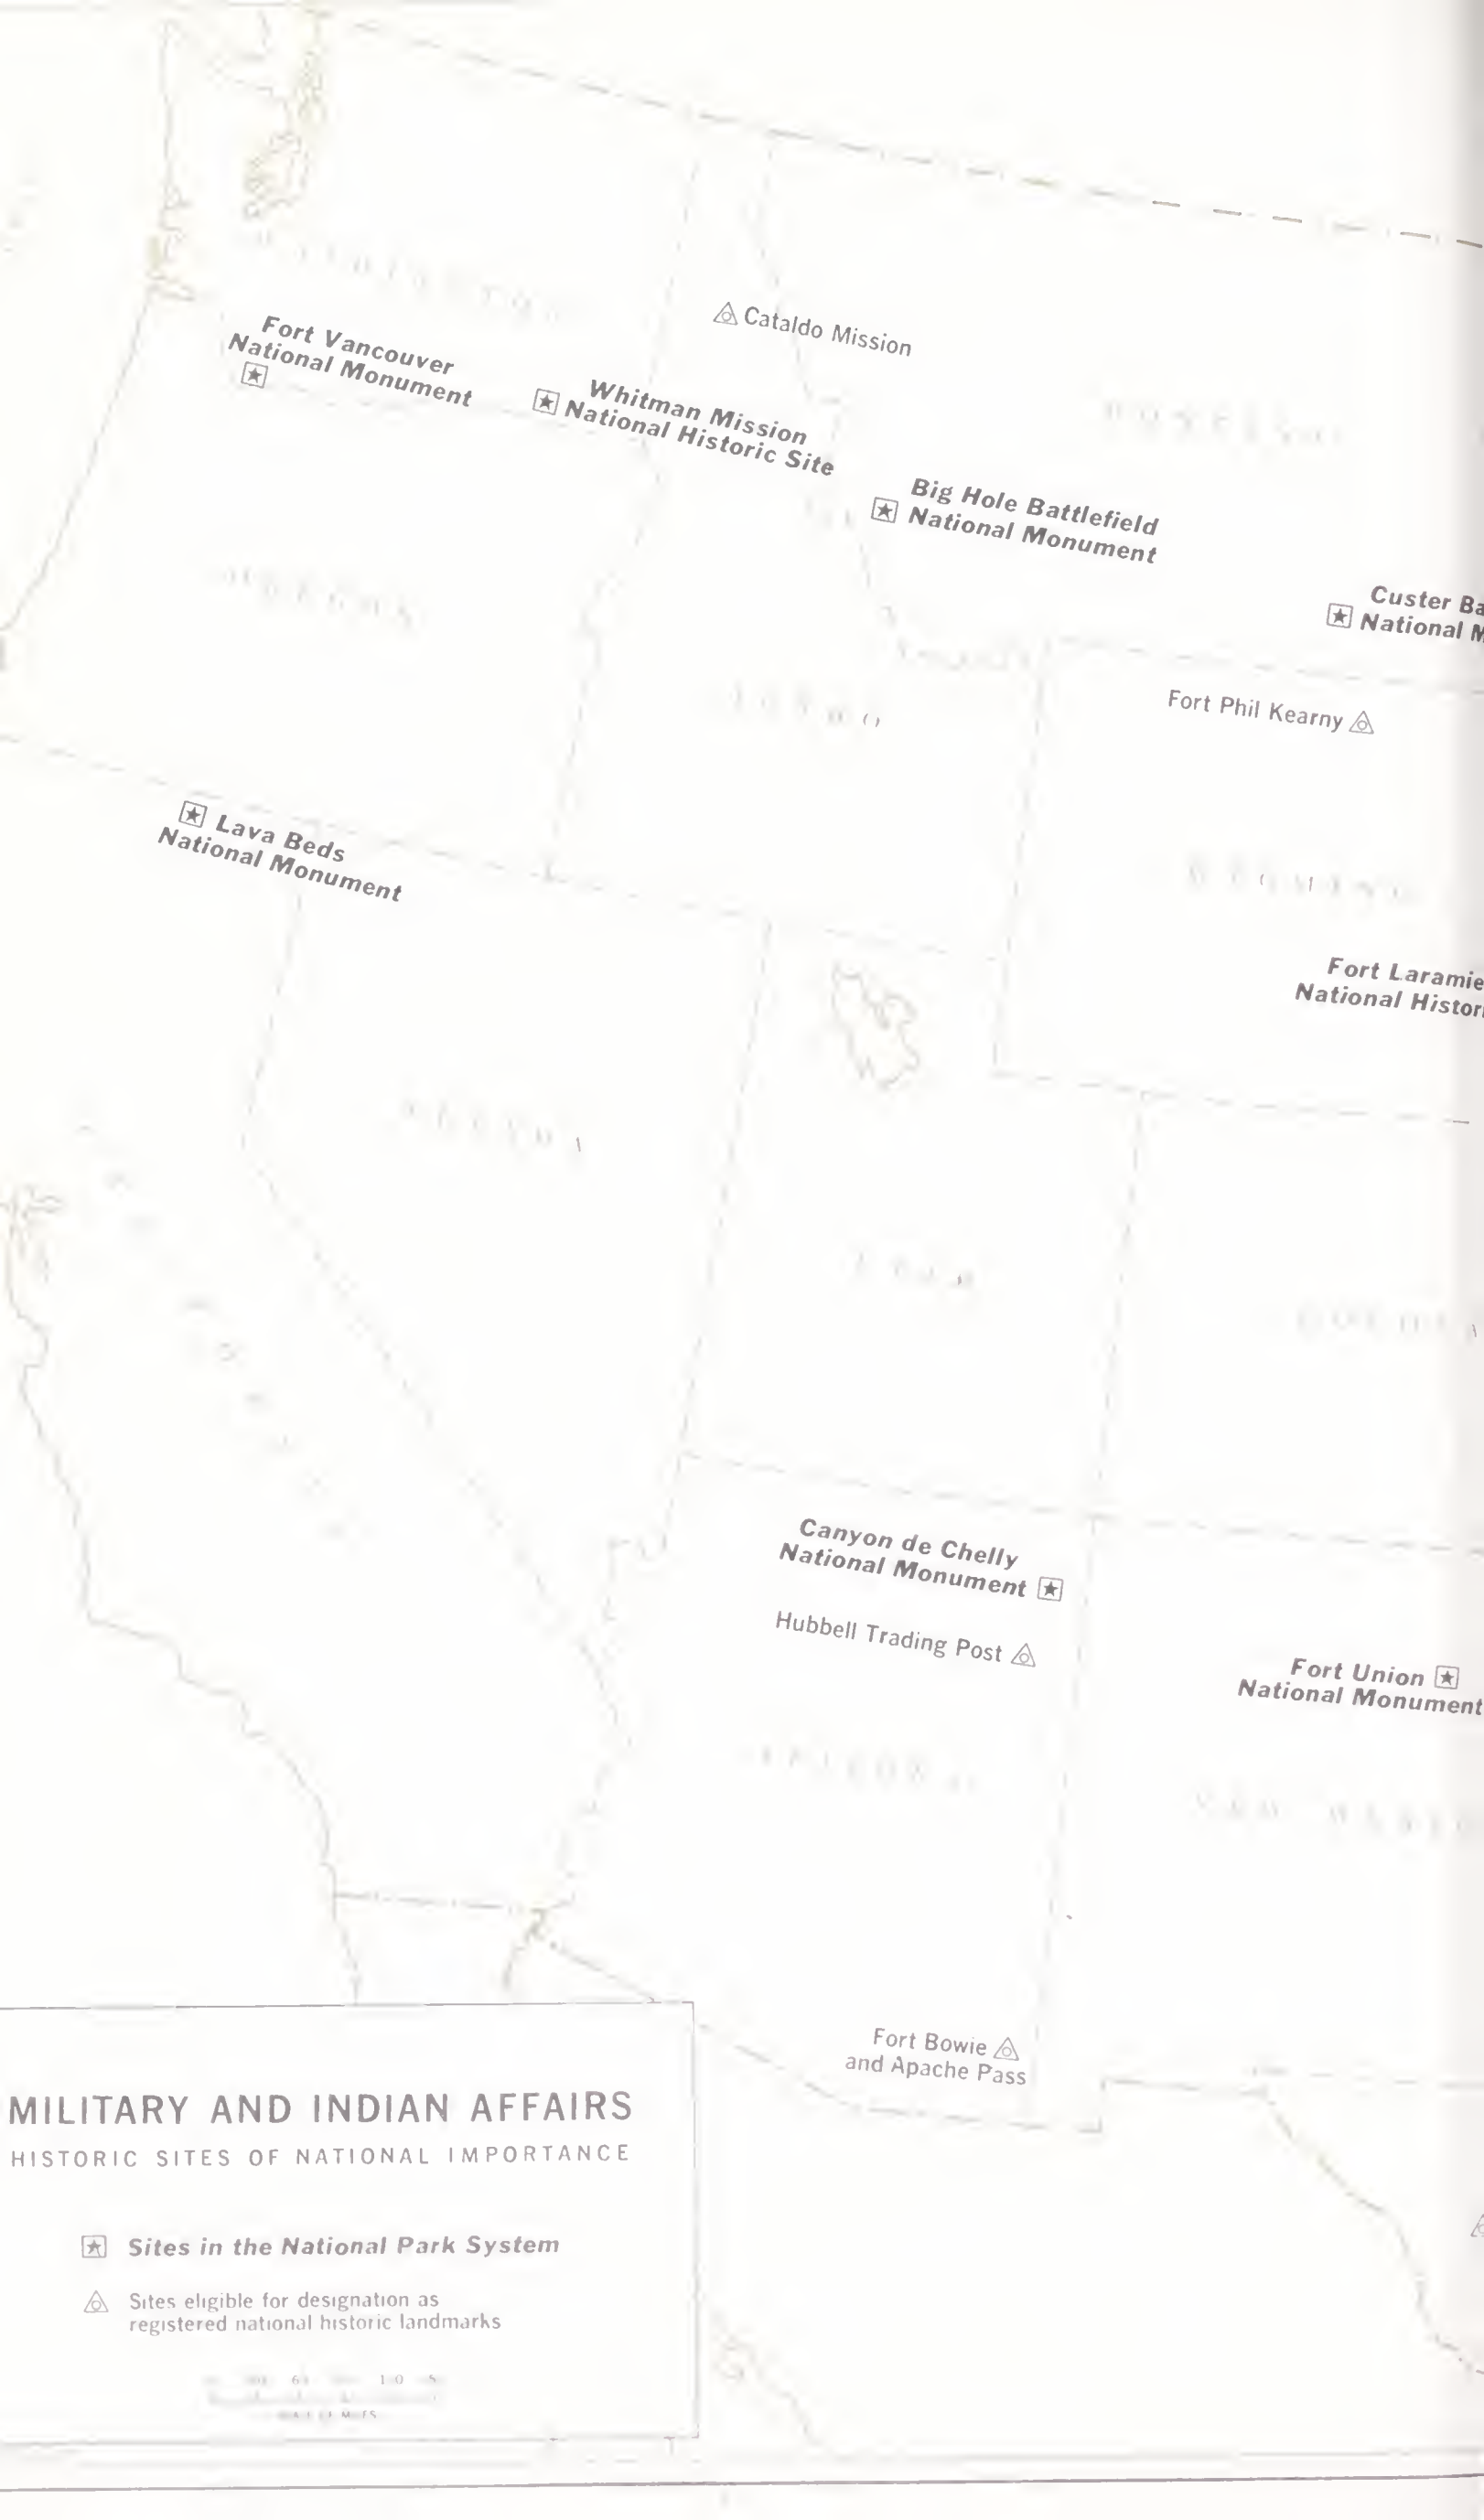 Cataldo Mission
Fort Vancouver
National Monument
Whitman Mission
National Historic Site
Big Hole Battlefield
National Monument
Custer Ba
National M
Fort Phil Kearny
Lava Beds
National Monument
Fort Laramie
National Histori
Canyon de Chelly
National Monument
Hubbell Trading Post
Fort Union
National Monument
Fort Bowie
and Apache Pass
MILITARY AND INDIAN AFFAIRS
HISTORIC SITES OF NATIONAL IMPORTANCE
Sites in the National Park System
Sites eligible for designation as
registered national historic landmarks